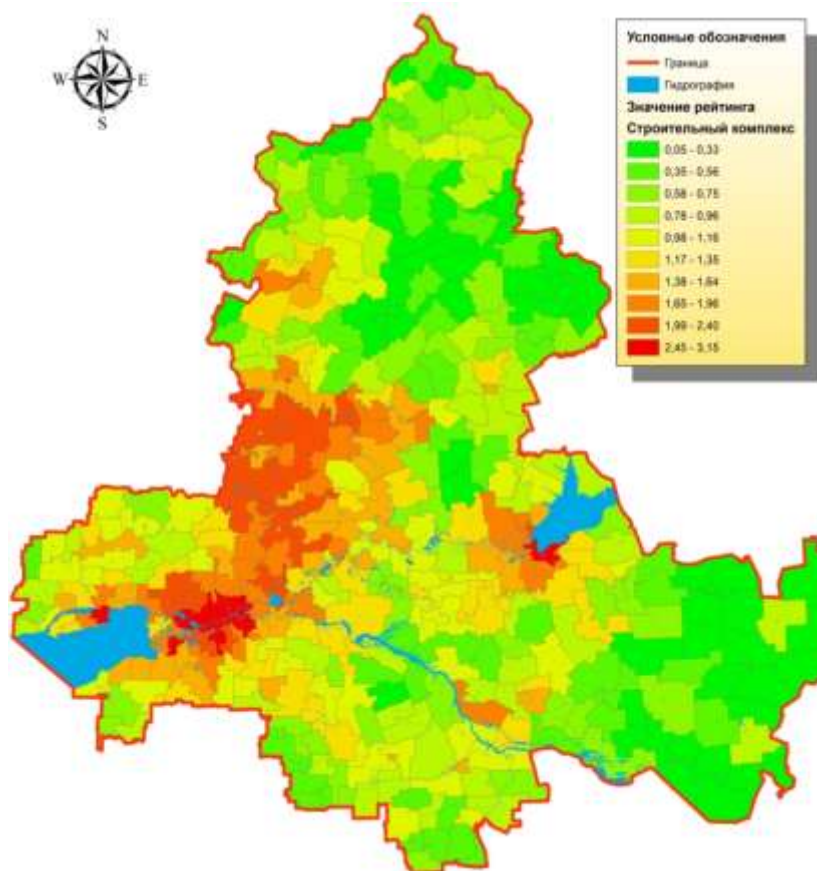 N
W E
S
Условные обозначения
Граница
Гидрография
Значение рейтинга
Строительный комплекс
0,05 - 0,33
0,35 - 0,56
0,58 - 0,75
0,78 - 0,96
0,98 - 1,16
1,17 - 1,35
1,38 - 1,64
1,65 - 1,96
1,99 - 2,40
2,45 - 3,15